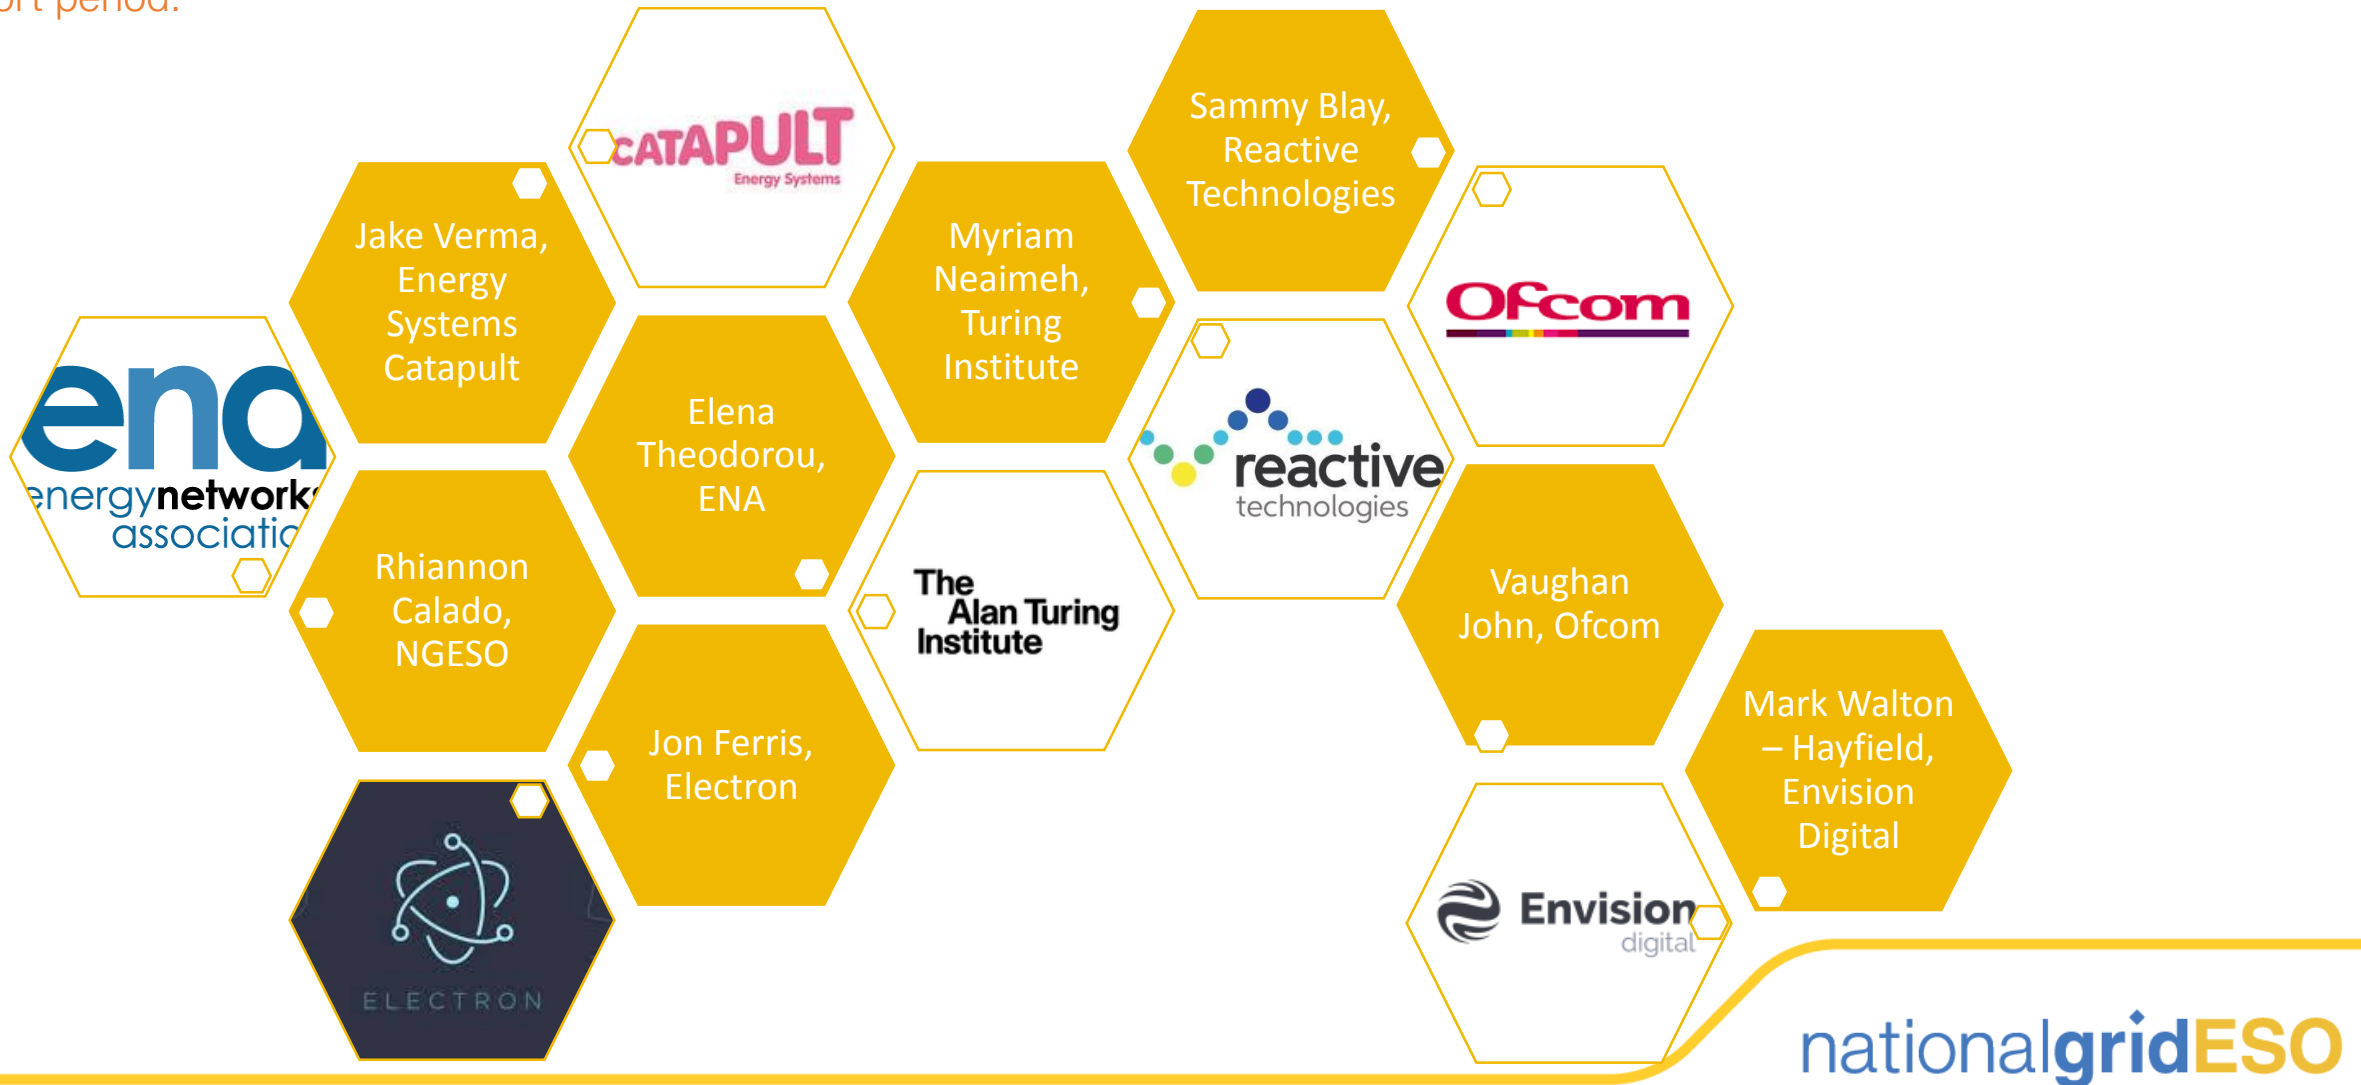 period.
CATAPULT
Energy Systems
Sammy Blay,
Reactive
Technologies
Jake Verma,
Energy
Systems
Catapult
Myriam
Neaimeh,
Turing
Institute
Ofcom
ena
energynetworks
associatio
Elena
Theodorou,
ENA
reactive
technologies
Rhiannon
Calado,
NGESO
The
Alan Turing
Institute
Vaughan
John, Ofcom
Jon Ferris,
Electron
Mark Walton
– Hayfield,
Envision
Digital
ELECTRON
Envision
digital
nationalgridESO